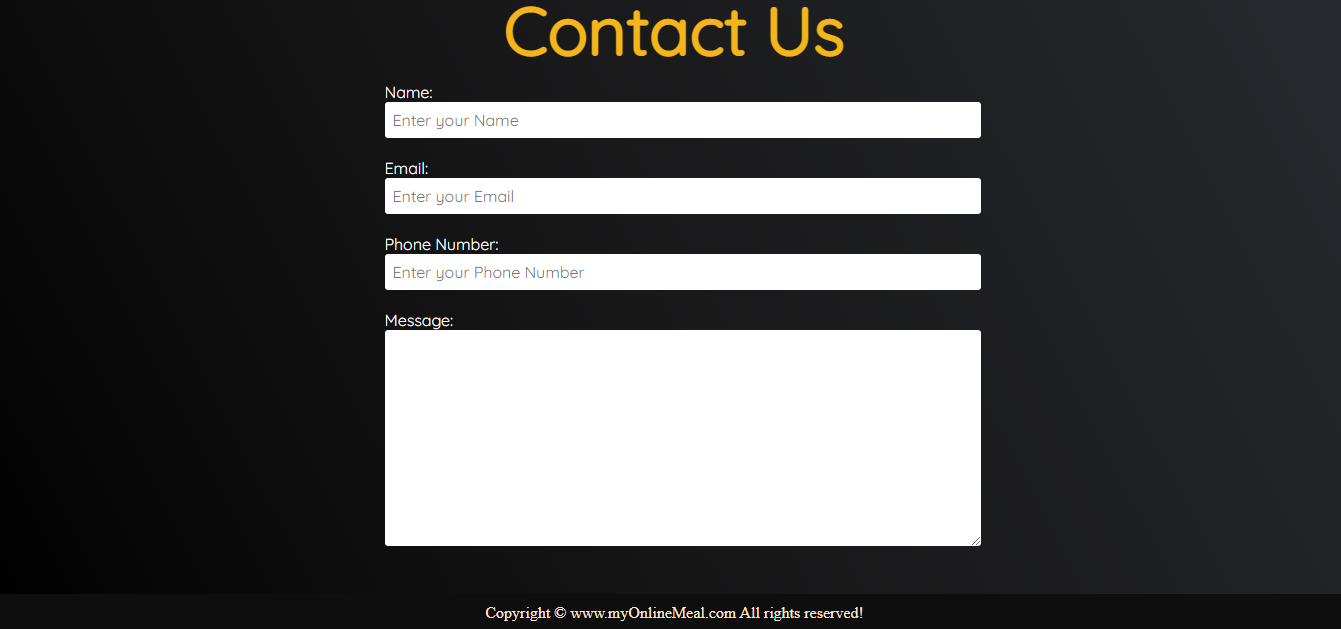 Contact Us
Name:
Enter your Name
Email:
Enter your Email
Phone Number:
Enter your Phone Number
Message:
Copyright © www.myOnlineMeal.com All rights reserved!